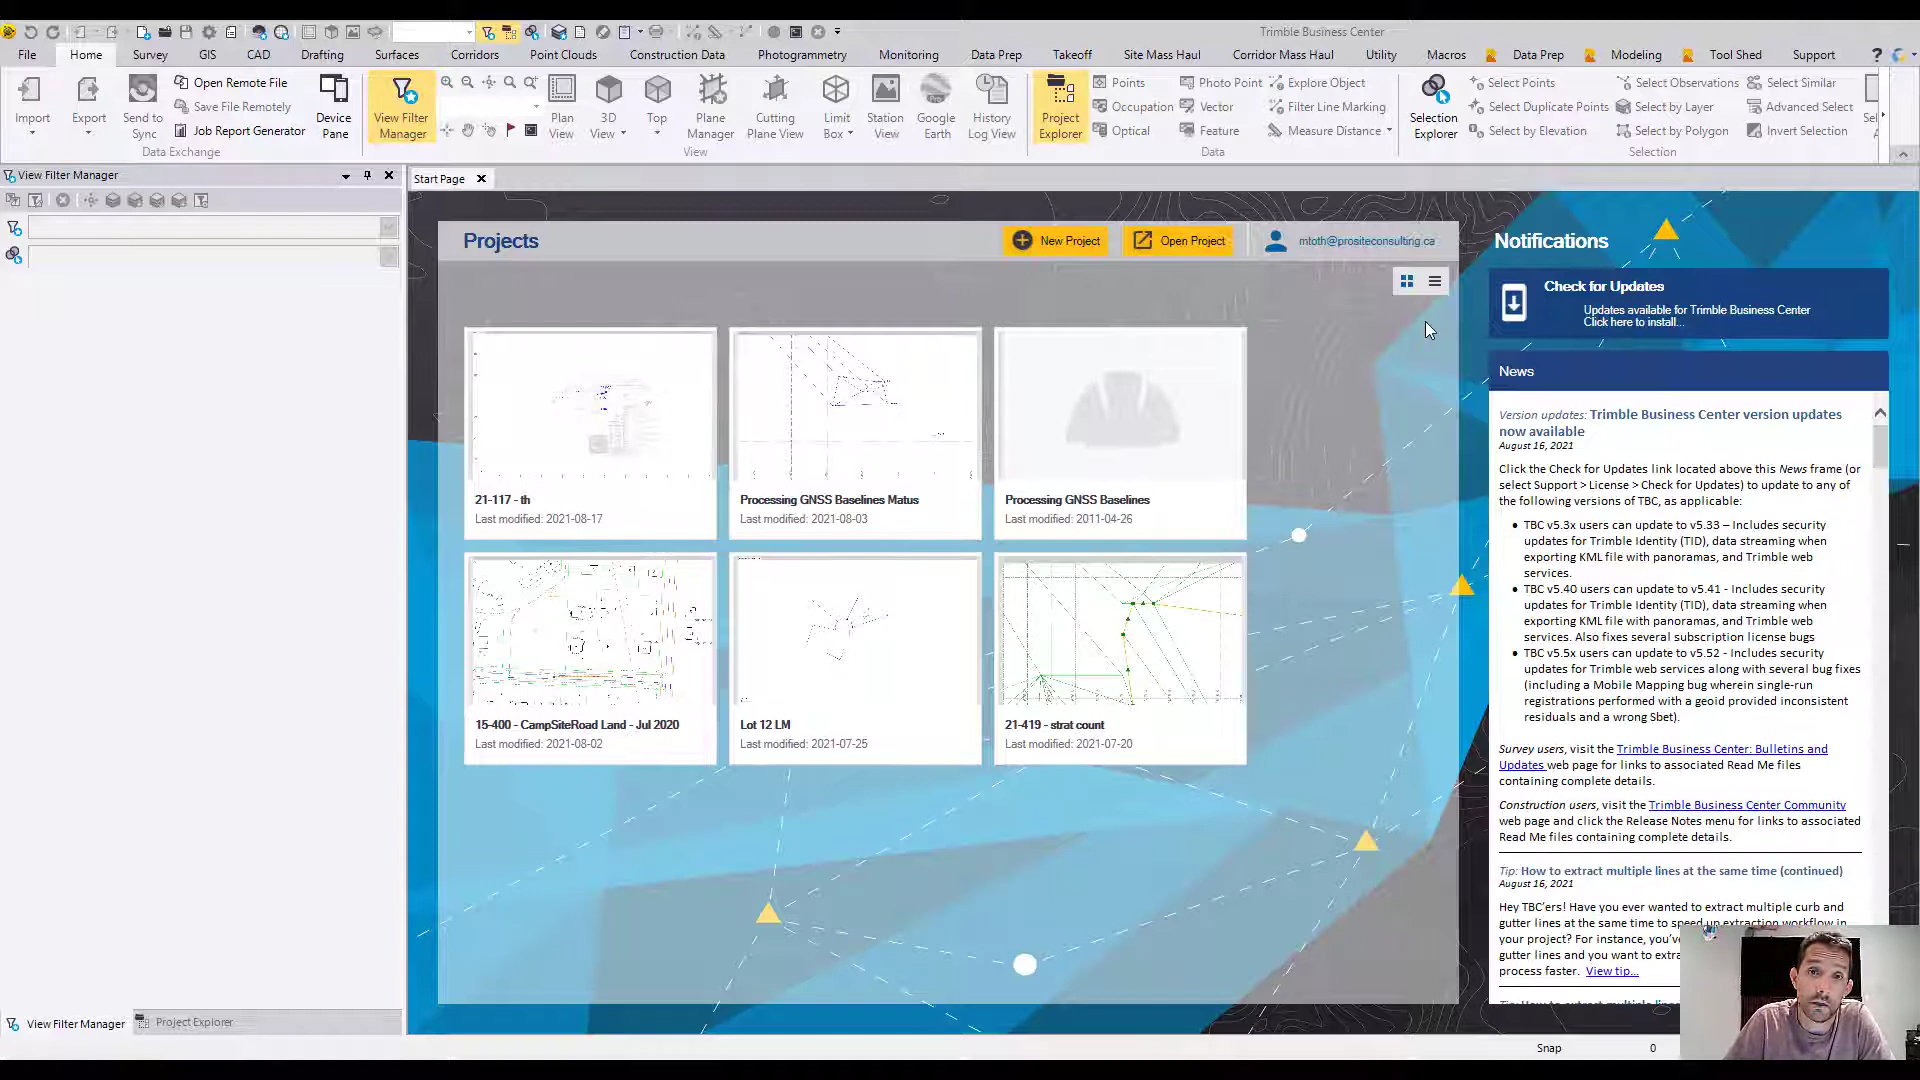 Trimble Business Center
File Home Survey GIS CAD Drafting Surfaces Corridors Point Clouds Construction Data Photogrammetry Monitoring Data Prep Takeoff Site Mass Haul Corridor Mass Haul Utility Macros Data Prep Modeling Tool Shed Support
Import
Export
Send to Sync
Open Remote File
Save File Remotely
Job Report Generator
Device Pane
Data Exchange
View Filter Manager
Plan View
3D View
Top
Plane Manager
Cutting Plane View
Limit Box
Station View
Google Earth
History Log View
View
Project Explorer
Points
Occupation
Optical
Photo Point
Vector
Feature
Explore Object
Filter Line Marking
Measure Distance
Data
Selection Explorer
Select Points
Select Duplicate Points
Select by Elevation
Select Observations
Select by Layer
Select by Polygon
Select Similar
Advanced Select
Invert Selection
Selection
View Filter Manager
Start Page
Projects
New Project
Open Project
mtoth@prositeconsulting.ca
21-117 - th
Last modified: 2021-08-17
Processing GNSS Baselines Matus
Last modified: 2021-08-03
Processing GNSS Baselines
Last modified: 2011-04-26
15-400 - CampSiteRoad Land - Jul 2020
Last modified: 2021-08-02
Lot 12 LM
Last modified: 2021-07-25
21-419 - strat count
Last modified: 2021-07-20
Notifications
Check for Updates
Updates available for Trimble Business Center
Click here to install...
News
Version updates: Trimble Business Center version updates
now available
August 16, 2021
Click the Check for Updates link located above this News frame (or
select Support > License > Check for Updates) to update to any of
the following versions of TBC, as applicable:
• TBC v5.3x users can update to v5.33 – Includes security
updates for Trimble Identity (TID), data streaming when
exporting KML file with panoramas, and Trimble web
services.
• TBC v5.40 users can update to v5.41 - Includes security
updates for Trimble Identity (TID), data streaming when
exporting KML file with panoramas, and Trimble web
services. Also fixes several subscription license bugs
• TBC v5.5x users can update to v5.52 - Includes security
updates for Trimble web services along with several bug fixes
(including a Mobile Mapping bug wherein single-run
registrations performed with a geoid provided inconsistent
residuals and a wrong Sbet).
Survey users, visit the Trimble Business Center: Bulletins and
Updates web page for links to associated Read Me files
containing complete details.
Construction users, visit the Trimble Business Center Community
web page and click the Release Notes menu for links to associated
Read Me files containing complete details.
Tip: How to extract multiple lines at the same time (continued)
August 16, 2021
Hey TBC'ers! Have you ever wanted to extract multiple curb and
gutter lines at the same time to speed up extraction workflow in
your project? For instance, you've
gutter lines and you want to extra
process faster. View tip...
View Filter Manager
Project Explorer
Snap
0